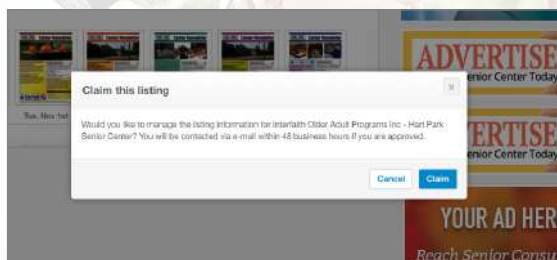 ADVERTISE
enior Center Today
Claim this listing
Would you like to manage the listing information for Interfaith Older Adult Programs Inc - Hart Park
Senior Center? You will be contacted via e-mail within 48 business hours if you are approved.
Cancel
Claim
ERTISE
enior Center Today
YOUR AD HER
Reach Senior Consu